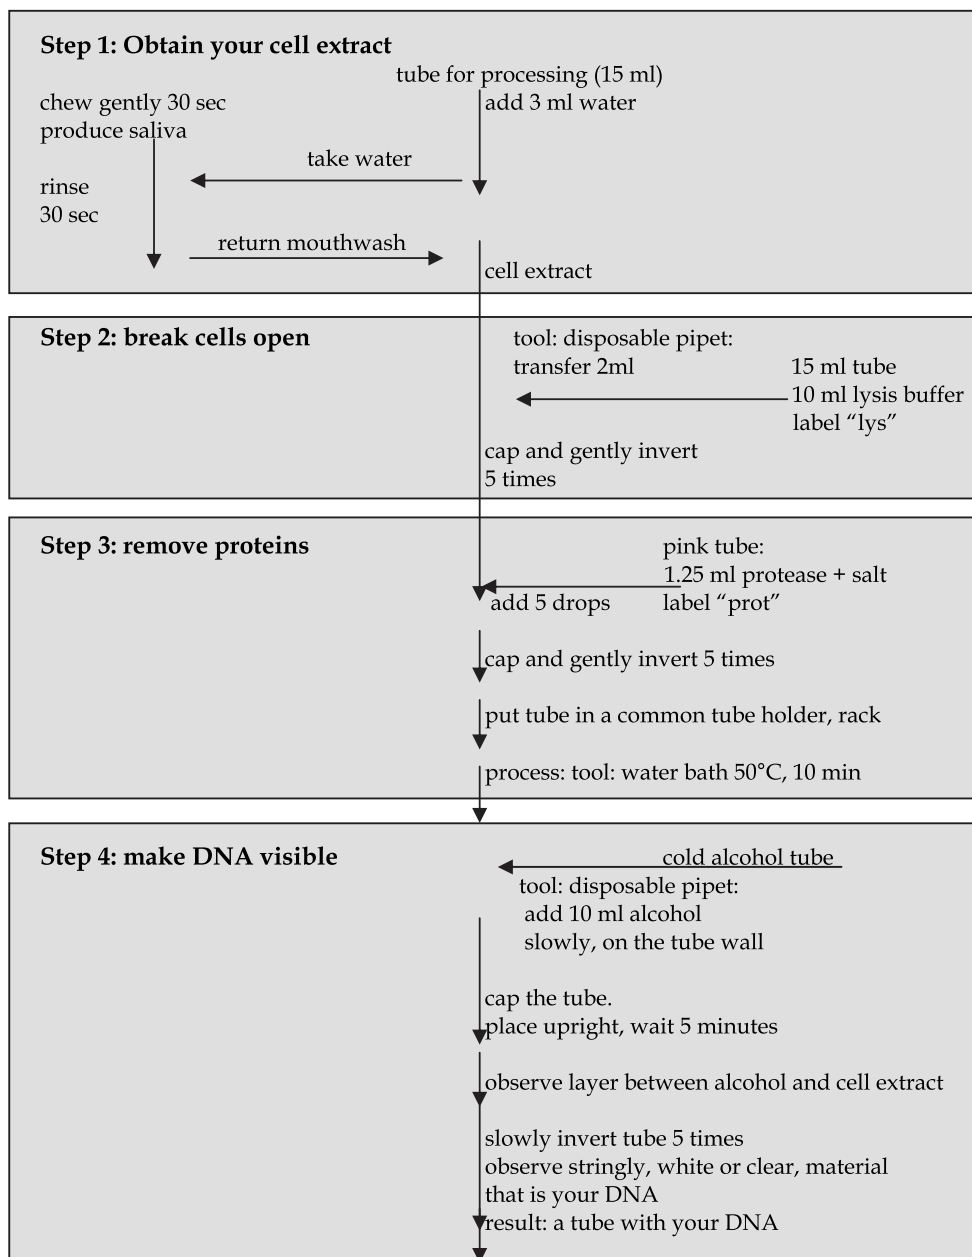 Step 1: Obtain your cell extract
tube for processing (15 ml)
add 3 ml water
chew gently 30 sec
produce saliva
take water
rinse
30 sec
return mouthwash
cell extract
Step 2: break cells open
tool: disposable pipet:
transfer 2ml
15 ml tube
10 ml lysis buffer
label “lys”
cap and gently invert
5 times
Step 3: remove proteins
pink tube:
1.25 ml protease + salt
label “prot”
add 5 drops
cap and gently invert 5 times
put tube in a common tube holder, rack
process: tool: water bath 50°C, 10 min
Step 4: make DNA visible
cold alcohol tube
tool: disposable pipet:
add 10 ml alcohol
slowly, on the tube wall
cap the tube.
place upright, wait 5 minutes
observe layer between alcohol and cell extract
slowly invert tube 5 times
observe stringly, white or clear, material
that is your DNA
result: a tube with your DNA